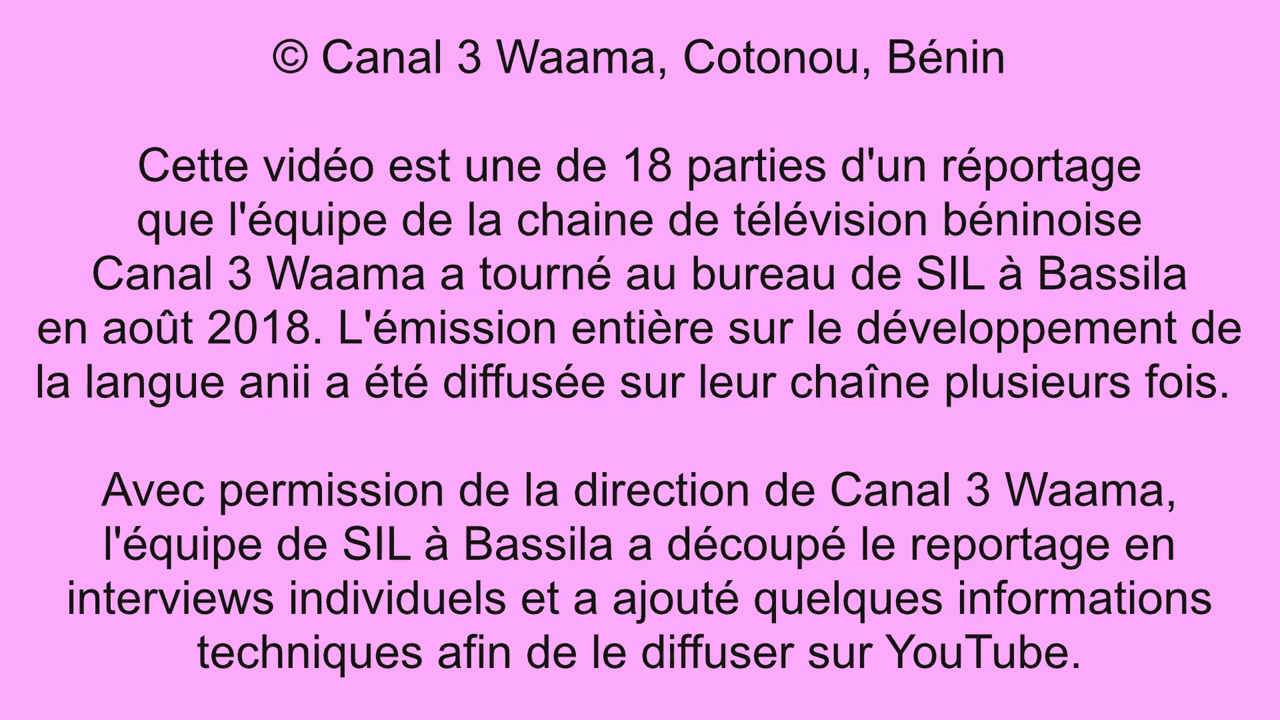 © Canal 3 Waama, Cotonou, Bénin
Cette vidéo est une de 18 parties d'un réportage
que l'équipe de la chaine de télévision béninoise
Canal 3 Waama a tourné au bureau de SIL à Bassila
en août 2018. L'émission entière sur le développement de
la langue anii a été diffusée sur leur chaîne plusieurs fois.
Avec permission de la direction de Canal 3 Waama,
l'équipe de SIL à Bassila a découpé le reportage en
interviews individuels et a ajouté quelques informations
techniques afin de le diffuser sur YouTube.